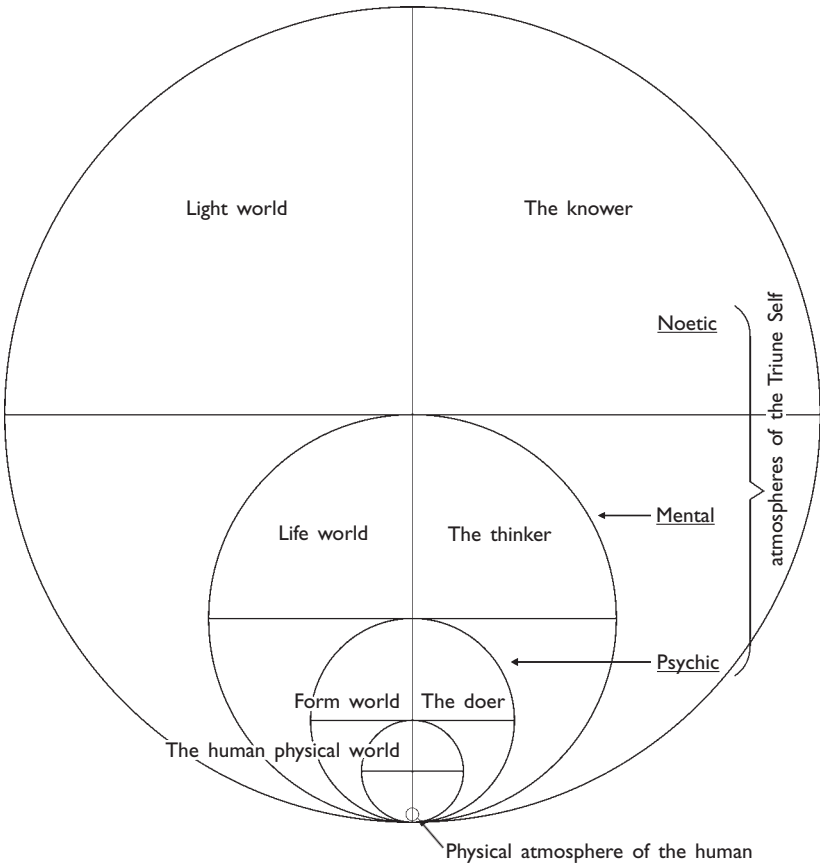 Light world
The knower
Noetic
atmospheres of the Triune Self
Mental
Life world
The thinker
Psychic
Form world
The doer
The human physical world
Physical atmosphere of the human